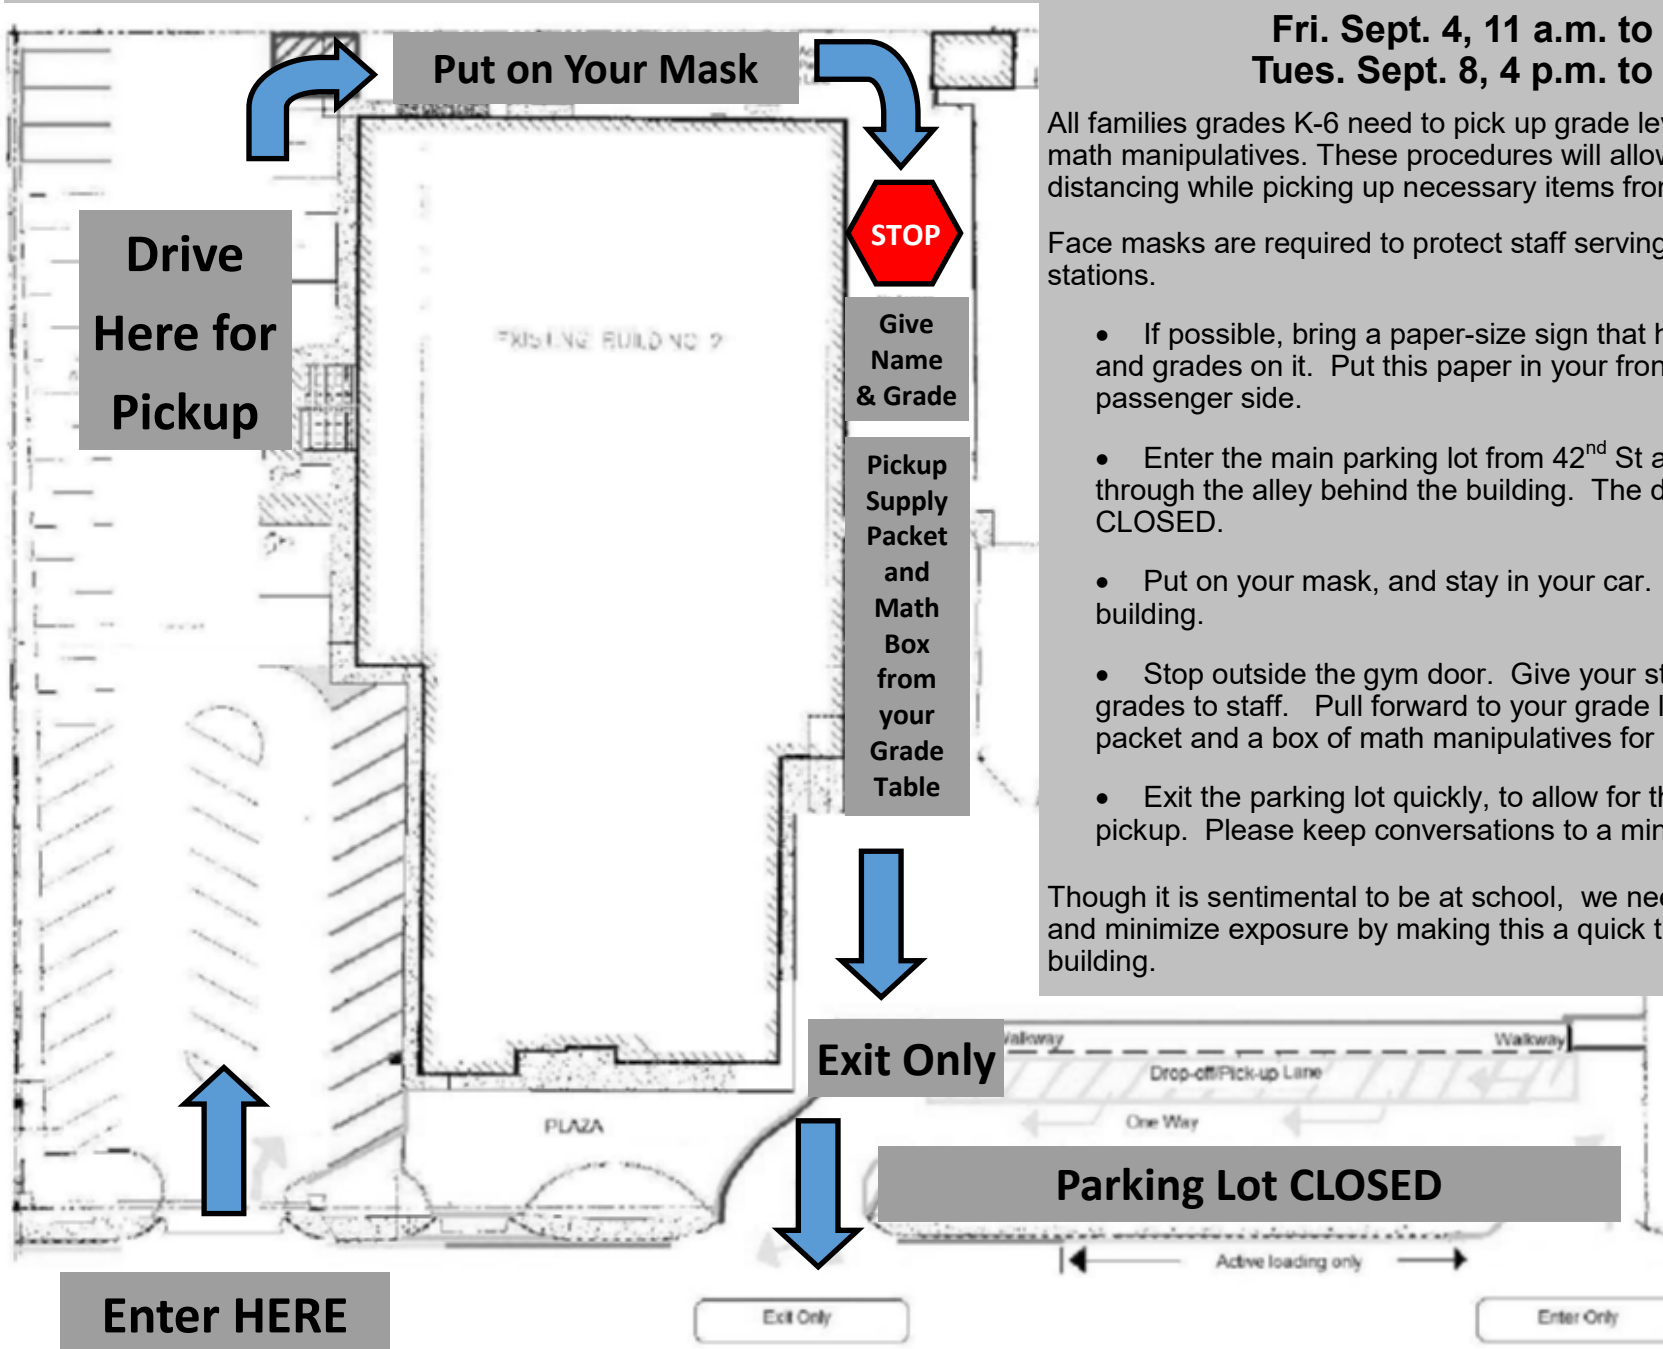 Put on Your Mask
Drive
Here for
Pickup
STOP
Give
Name
& Grade
Pickup
Supply
Packet
and
Math
Box
from
your
Grade
Table
EXISTING BUILDING 2
Exit Only
PLAZA
Enter HERE
Exit Only
Fri. Sept. 4, 11 a.m. to
Tues. Sept. 8, 4 p.m. to
All families grades K-6 need to pick up grade
math manipulatives. These procedures will
distancing while picking up necessary items
Face masks are required to protect staff serving
stations.
• If possible, bring a paper-size sign that
and grades on it. Put this paper in your
passenger side.
• Enter the main parking lot from 42nd St
through the alley behind the building. The
CLOSED.
• Put on your mask, and stay in your car.
building.
• Stop outside the gym door. Give your
grades to staff. Pull forward to your grade
packet and a box of math manipulatives for
• Exit the parking lot quickly, to allow for
pickup. Please keep conversations to a
Though it is sentimental to be at school, we
and minimize exposure by making this a quick
building.
Walkway Walkway
Drop-off/Pick-up Lane
One Way
Parking Lot CLOSED
Active loading only
Enter Only